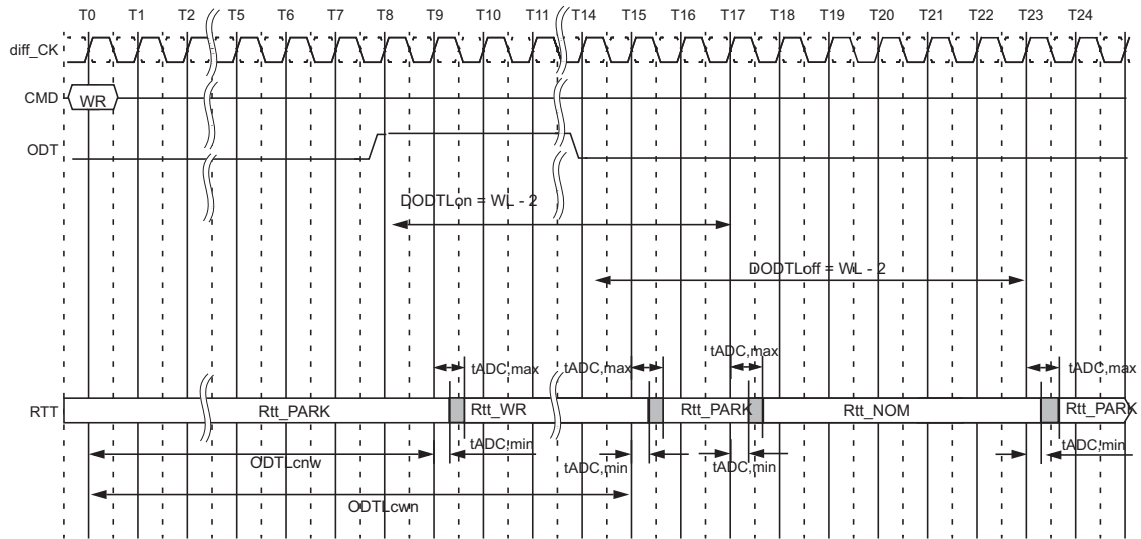 T0 T1 T2 T5 T6 T7 T8 T9 T10 T11 T14 T15 T16 T17 T18 T19 T20 T21 T22 T23 T24
diff_CK
CMD WR
ODT
DODTLon = WL - 2
DODTLoff = WL - 2
tADC,max tADC,max tADC,max tADC,max
RTT Rtt_PARK Rtt_WR Rtt_PARK Rtt_NOM Rtt_PARK
tADC,min tADC,min tADC,min tADC,min
ODTLcnw
ODTLcwn